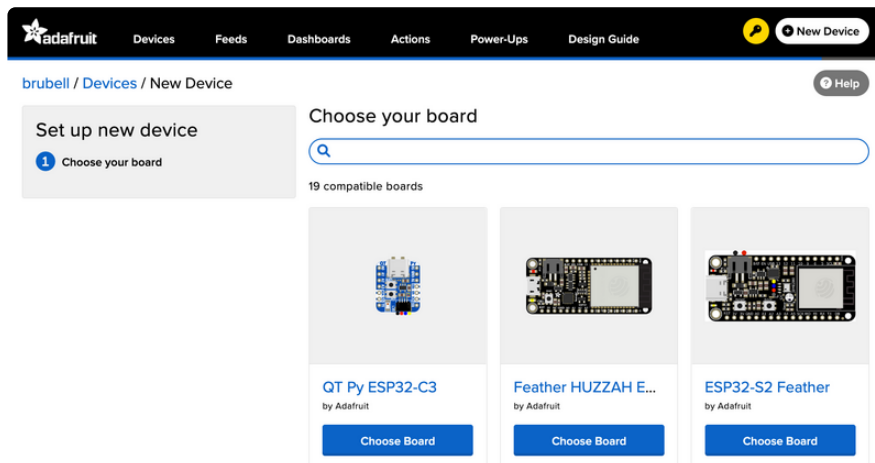 adafruit Devices Feeds Dashboards Actions Power-Ups Design Guide New Device
brubell / Devices / New Device
? Help
Set up new device
1 Choose your board
Choose your board
19 compatible boards
QT Py ESP32-C3
by Adafruit
Choose Board
Feather HUZZAH E...
by Adafruit
Choose Board
ESP32-S2 Feather
by Adafruit
Choose Board